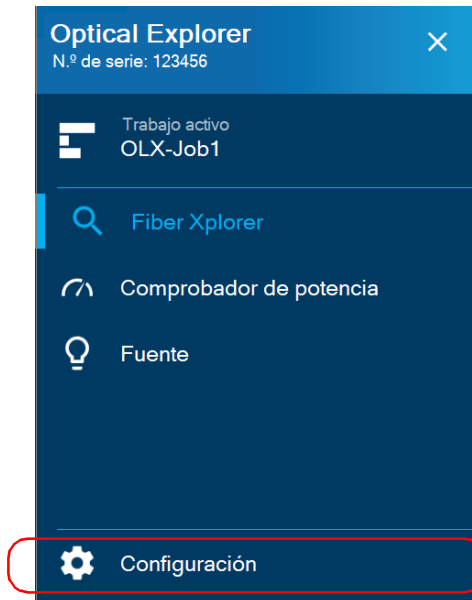 Optical Explorer
N.º de serie: 123456
Trabajo activo
OLX-Job1
Fiber Xplorer
Comprobador de potencia
Fuente
Configuración